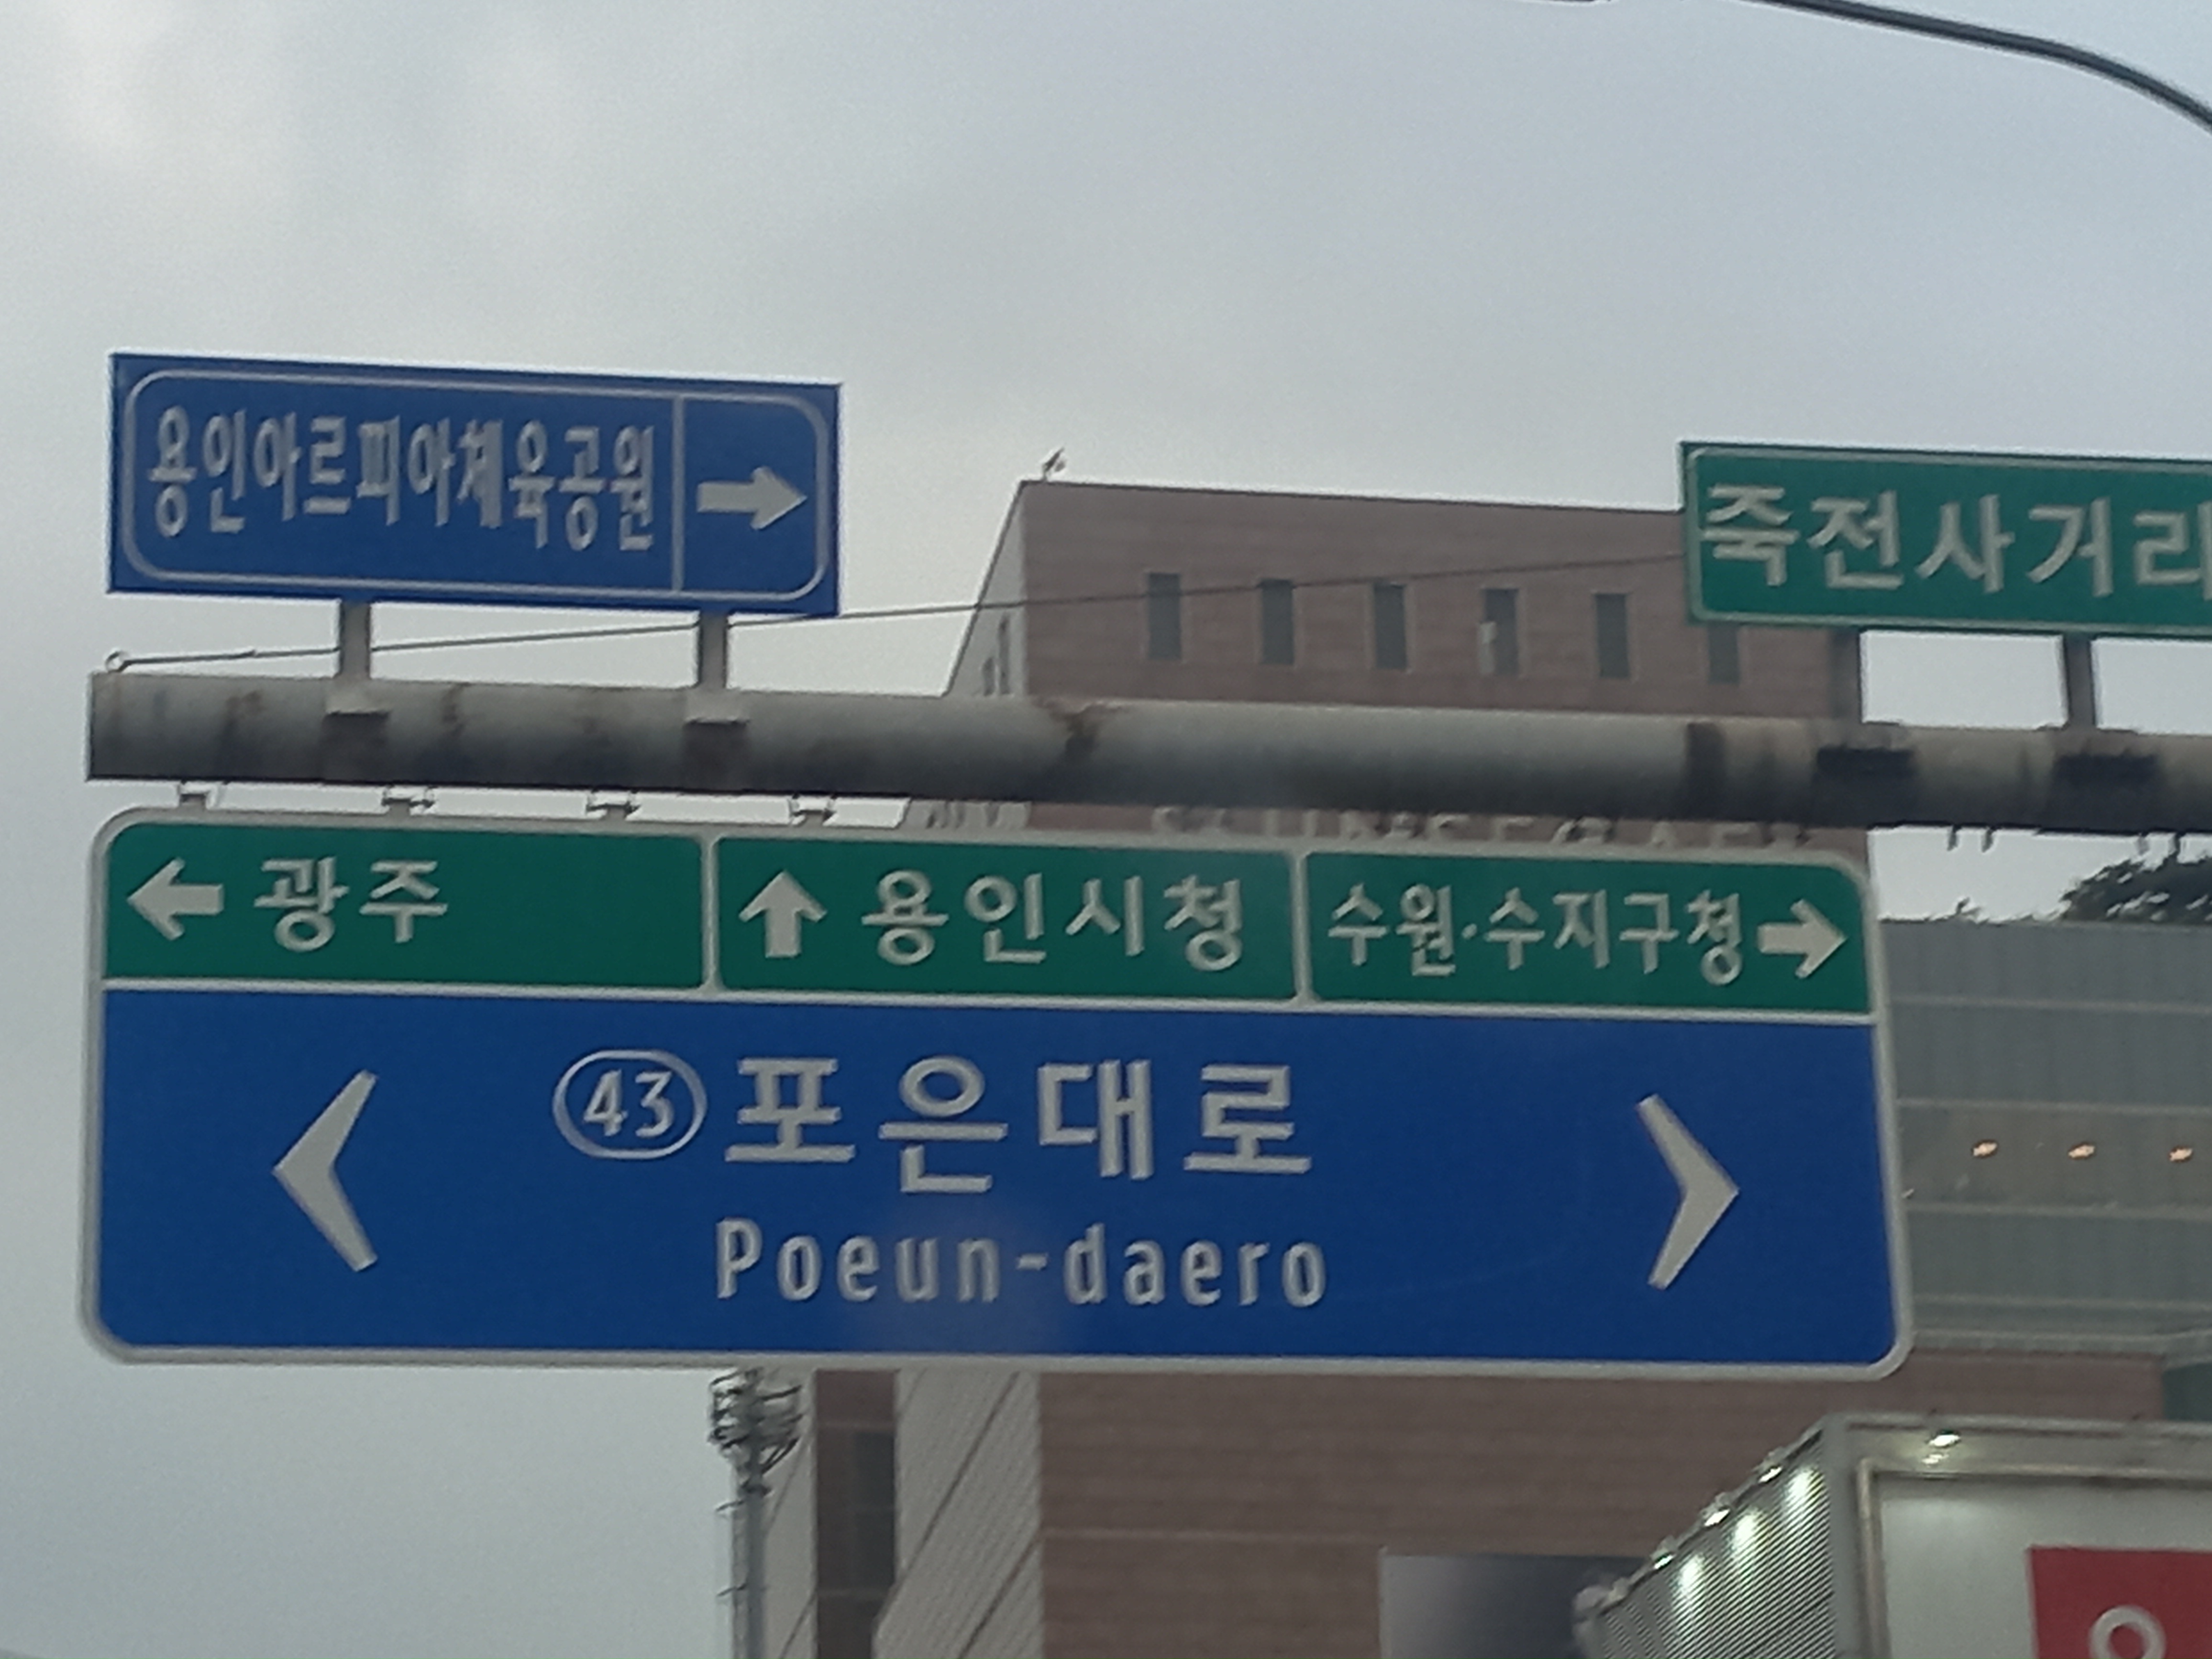 용인아르피아체육공원
죽전사거리
광주
용인시청
수원·수지구청
43 포은대로
Poeun-daero